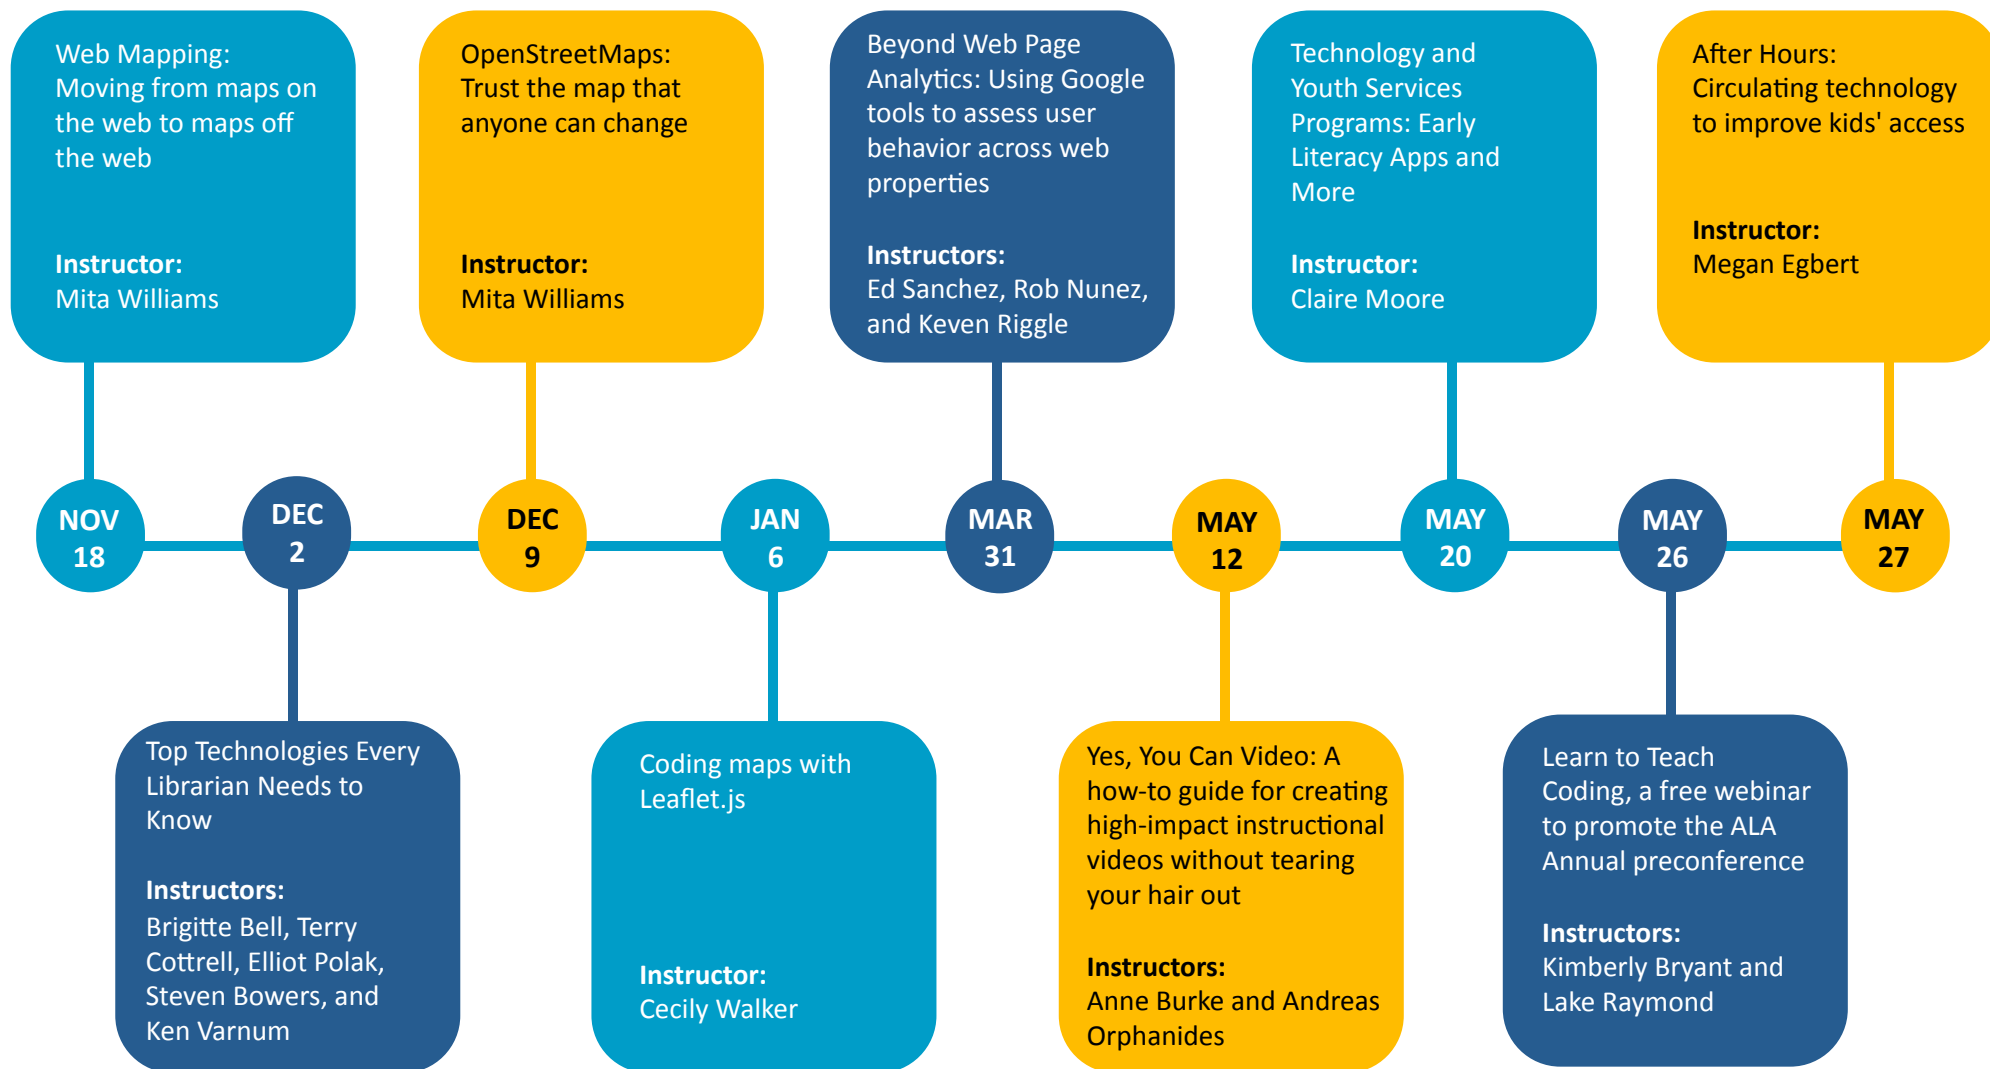 Web Mapping:
Moving from maps on
the web to maps off
the web
Instructor:
Mita Williams
OpenStreetMaps:
Trust the map that
anyone can change
Instructor:
Mita Williams
Beyond Web Page
Analytics: Using Google
tools to assess user
behavior across web
properties
Instructors:
Ed Sanchez, Rob Nunez,
and Keven Riggle
Technology and
Youth Services
Programs: Early
Literacy Apps and
More
Instructor:
Claire Moore
After Hours:
Circulating technology
to improve kids' access
Instructor:
Megan Egbert
NOV
18
DEC
2
DEC
9
JAN
6
MAR
31
MAY
12
MAY
20
MAY
26
MAY
27
Top Technologies Every
Librarian Needs to
Know
Instructors:
Brigitte Bell, Terry
Cottrell, Elliot Polak,
Steven Bowers, and
Ken Varnum
Coding maps with
Leaflet.js
Instructor:
Cecily Walker
Yes, You Can Video: A
how-to guide for creating
high-impact instructional
videos without tearing
your hair out
Instructors:
Anne Burke and Andreas
Orphanides
Learn to Teach
Coding, a free webinar
to promote the ALA
Annual preconference
Instructors:
Kimberly Bryant and
Lake Raymond